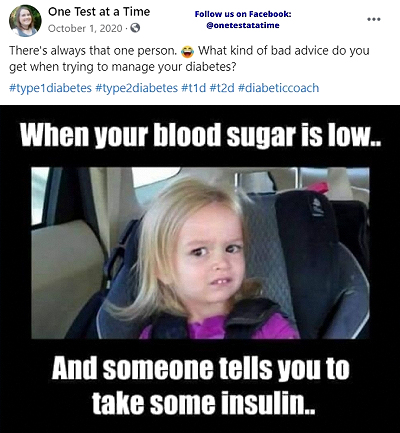 One Test at a Time
October 1, 2020 ·
Follow us on Facebook:
@onetestatatime
There's always that one person. 😂 What kind of bad advice do you
get when trying to manage your diabetes?
#type1diabetes #type2diabetes #t1d #t2d #diabeticcoach
When your blood sugar is low..
And someone tells you to
take some insulin..